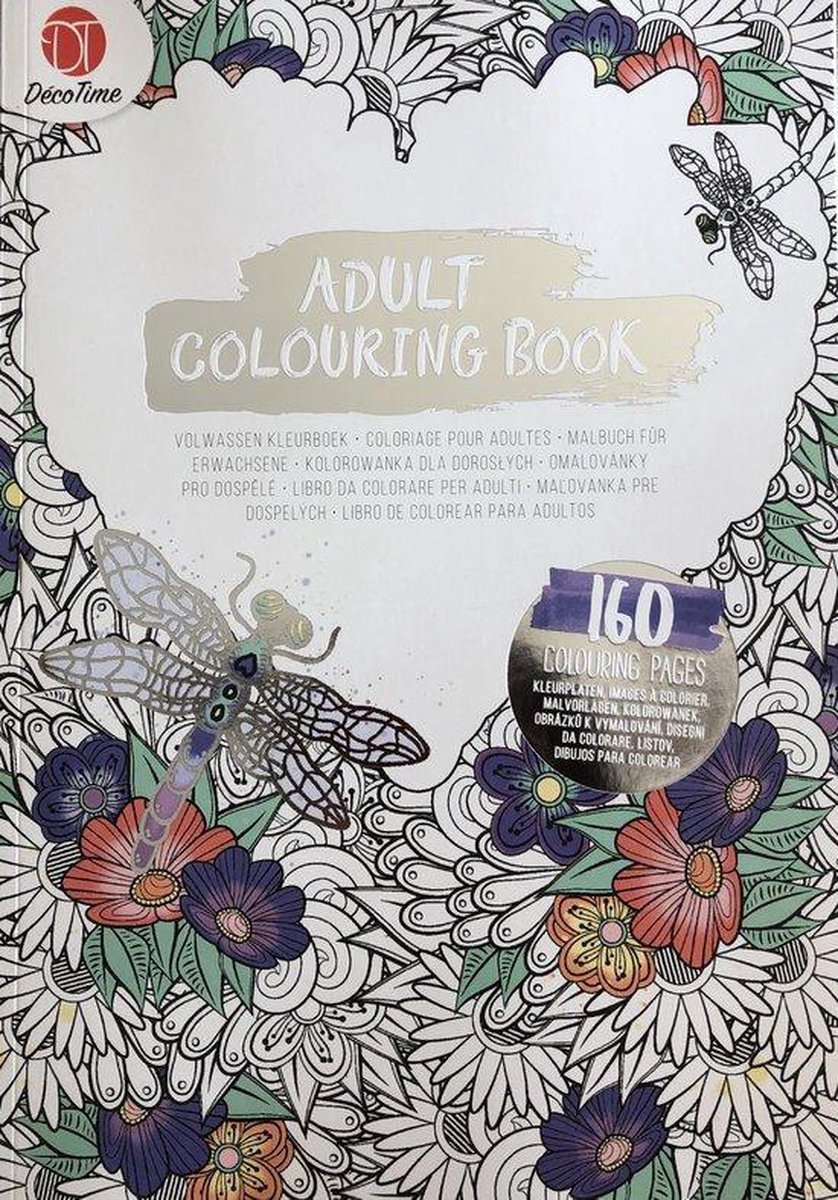 DT
DécoTime
ADULT
COLOURING BOOK
VOLWASSEN KLEURBOEK • COLORIAGE POUR ADULTES • MALBUCH FÜR
ERWACHSENE • KOLOROWANKA DLA DOROSŁYCH • OMALOVÁNKY
PRO DOSPĚLÉ • LIBRO DA COLORARE PER ADULTI • MAĽOVANKA PRE
DOSPELÝCH • LIBRO DE COLOREAR PARA ADULTOS
160
COLOURING PAGES
KLEURPLATEN, IMAGES À COLORIER,
MALVORLAGEN, KOLOROWANEK,
OBRÁZKŮ K VYMALOVÁNÍ, DISEGNI
DA COLORARE, LISTOV,
DIBUJOS PARA COLOREAR